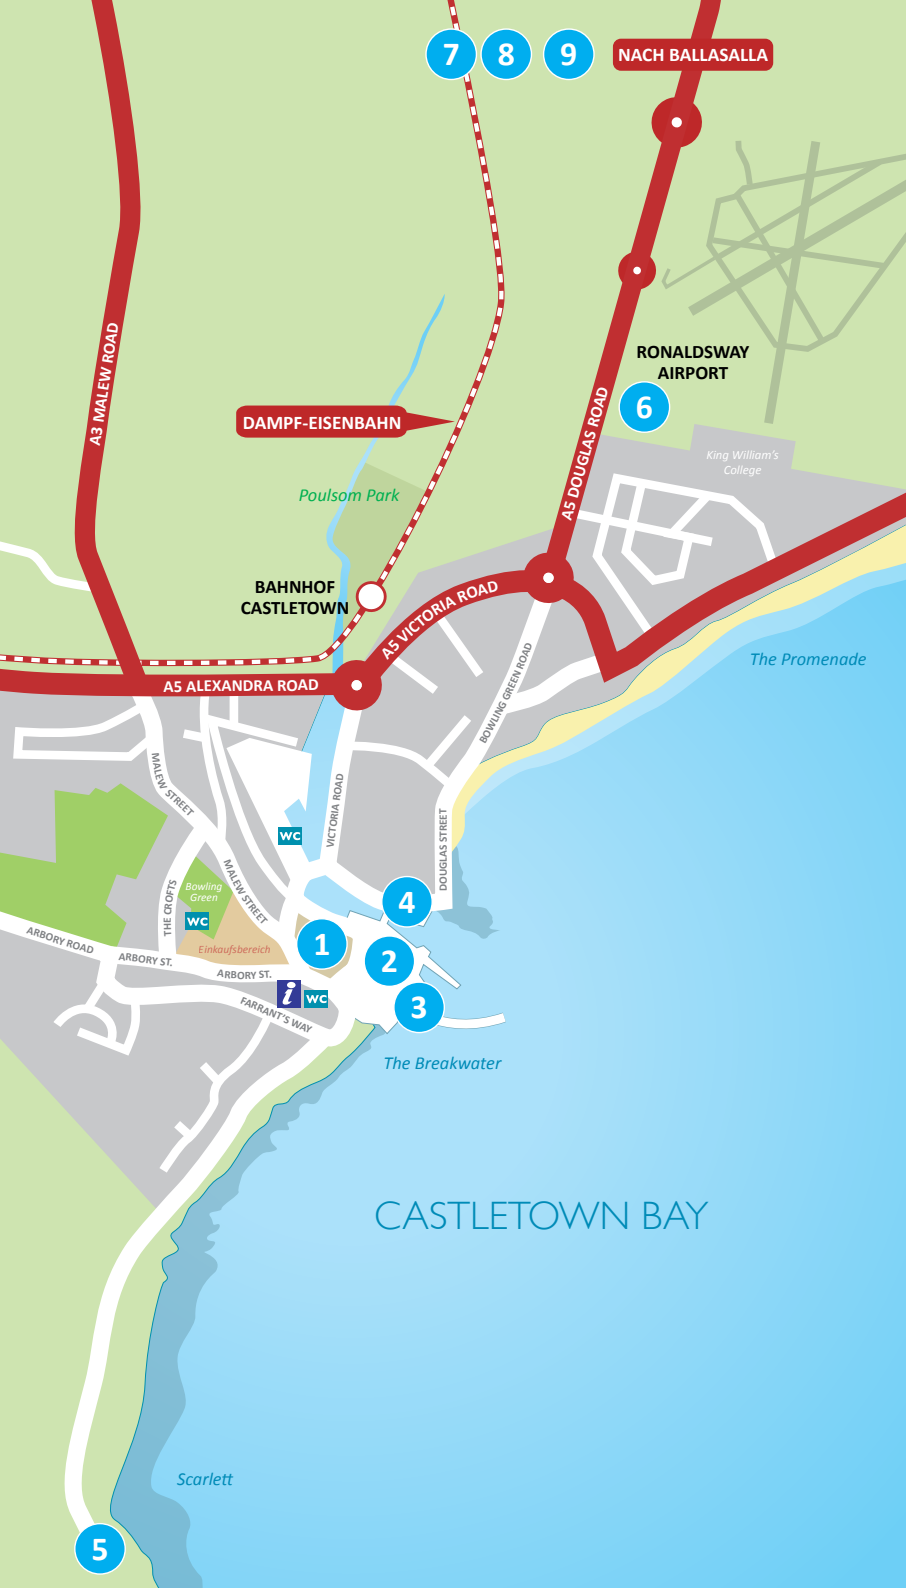 7 8 9
NACH BALLASALLA
A3 MALEW ROAD
RONALDSWAY
AIRPORT
6
DAMPF-EISENBAHN
A5 DOUGLAS ROAD
King William's
College
Poulsom Park
BAHNHOF
CASTLETOWN
A5 VICTORIA ROAD
The Promenade
A5 ALEXANDRA ROAD
BOWLING GREEN ROAD
MALEW STREET
VICTORIA ROAD
WC
DOUGLAS STREET
MALEW STREET
THE CROFTS
Bowling
Green
WC
4
ARBORY ROAD
Einkaufsbereich
1
2
ARBORY ST.
ARBORY ST.
i
WC
3
FARRANT'S WAY
The Breakwater
CASTLETOWN BAY
Scarlett
5